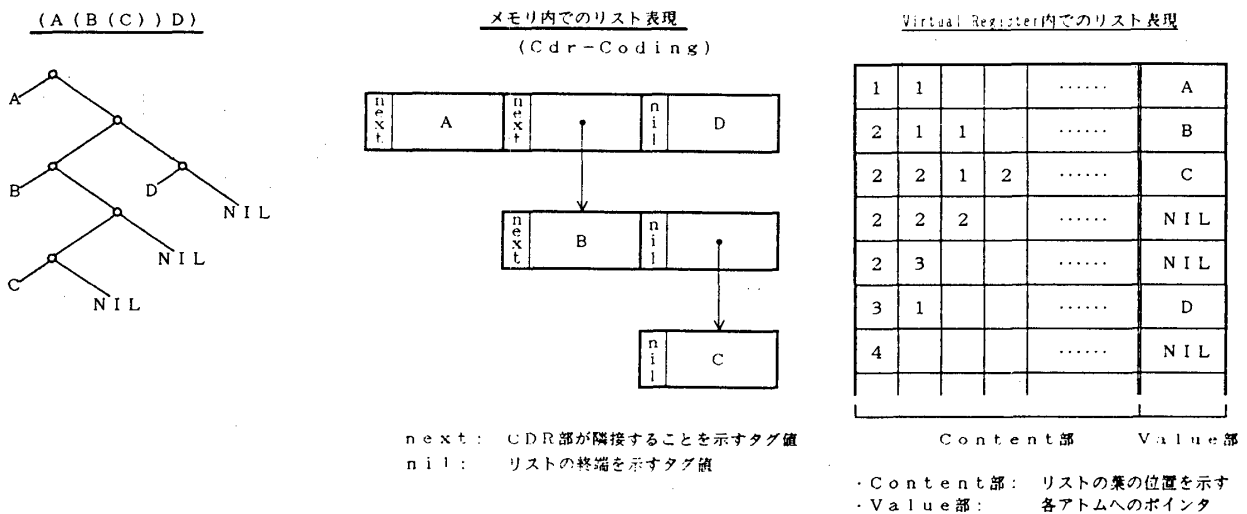 (A(B(C))D)
A
B
D
NIL
NIL
C
NIL
メモリ内でのリスト表現
(Cdr-Coding)
next A next nil D
next B nil
nil C
next: CDR部が隣接することを示すタグ値
nil: リストの終端を示すタグ値
Virtual Register内でのリスト表現
1 1 ...... A
2 1 1 ...... B
2 2 1 2 ...... C
2 2 2 ...... NIL
2 3 ...... NIL
3 1 ...... D
4 ...... NIL
Content部 Value部
・Content部: リストの葉の位置を示す
・Value部: 各アトムへのポインタ